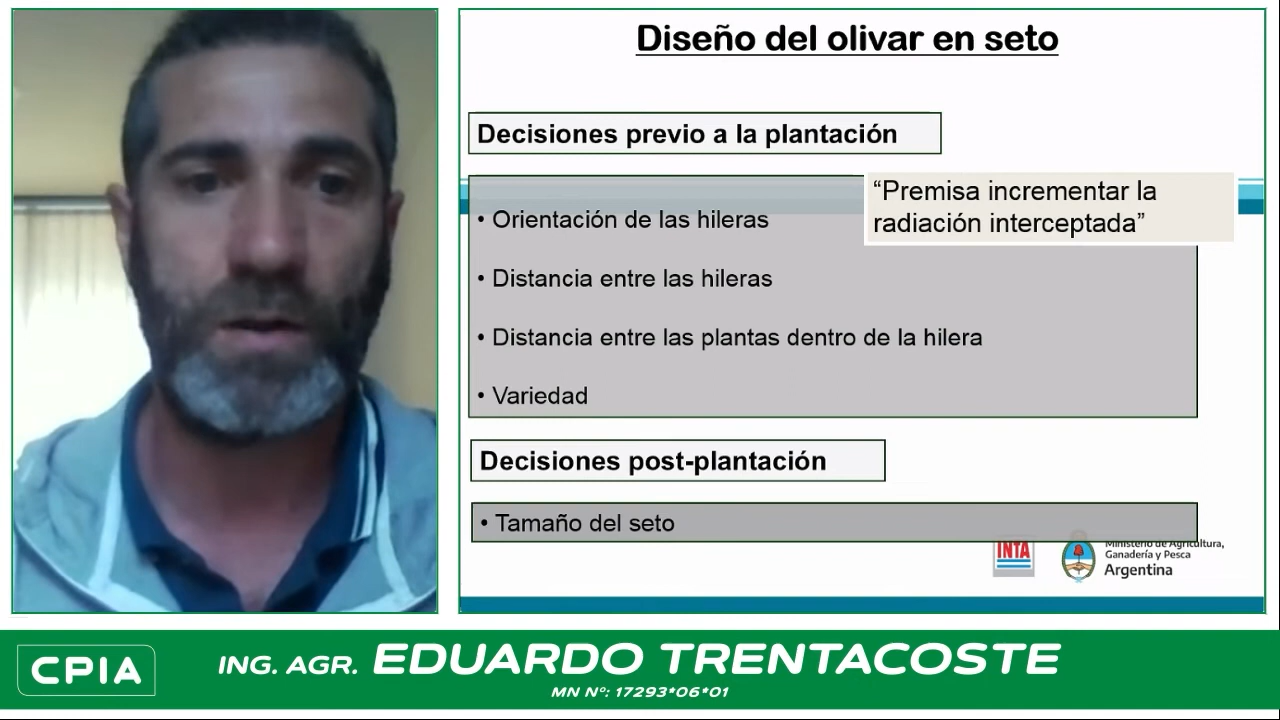 Diseño del olivar en seto
Decisiones previo a la plantación
“Premisa incrementar la
radiación interceptada”
• Orientación de las hileras
• Distancia entre las hileras
• Distancia entre las plantas dentro de la hilera
• Variedad
Decisiones post-plantación
• Tamaño del seto
INTA
Ministerio de Agricultura,
Ganadería y Pesca
Argentina
CPIA
ING. AGR. EDUARDO TRENTACOSTE
MN Nº: 17293*06*01